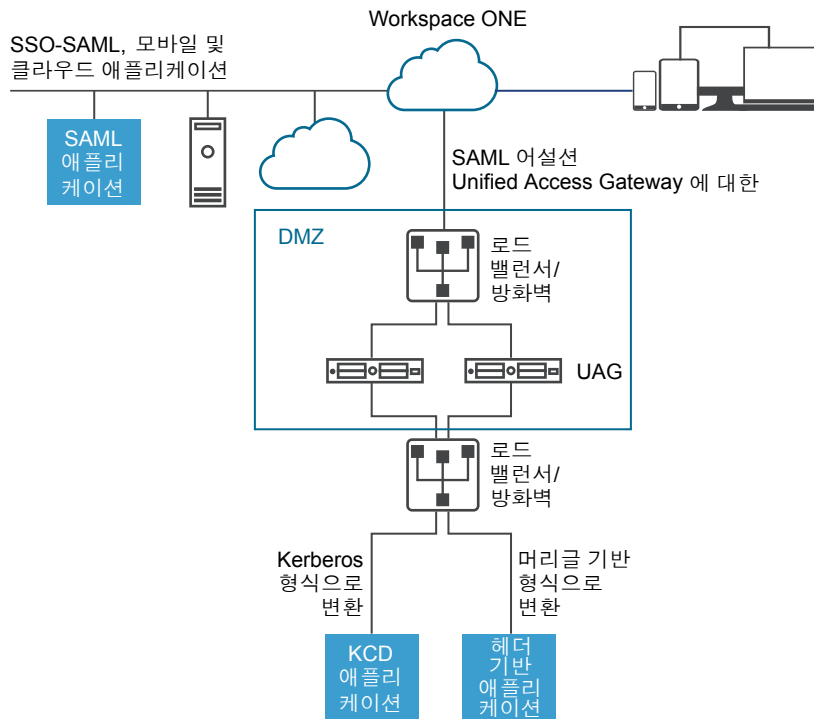 Workspace ONE
SSO-SAML, 모바일 및
클라우드 애플리케이션
SAML
애플리
케이션
SAML 어설션
Unified Access Gateway 에 대한
DMZ
로드
밸런서/
방화벽
UAG
로드
밸런서/
방화벽
Kerberos
형식으로
변환
머리글 기반
형식으로
변환
KCD
애플리
케이션
헤더
기반
애플리
케이션